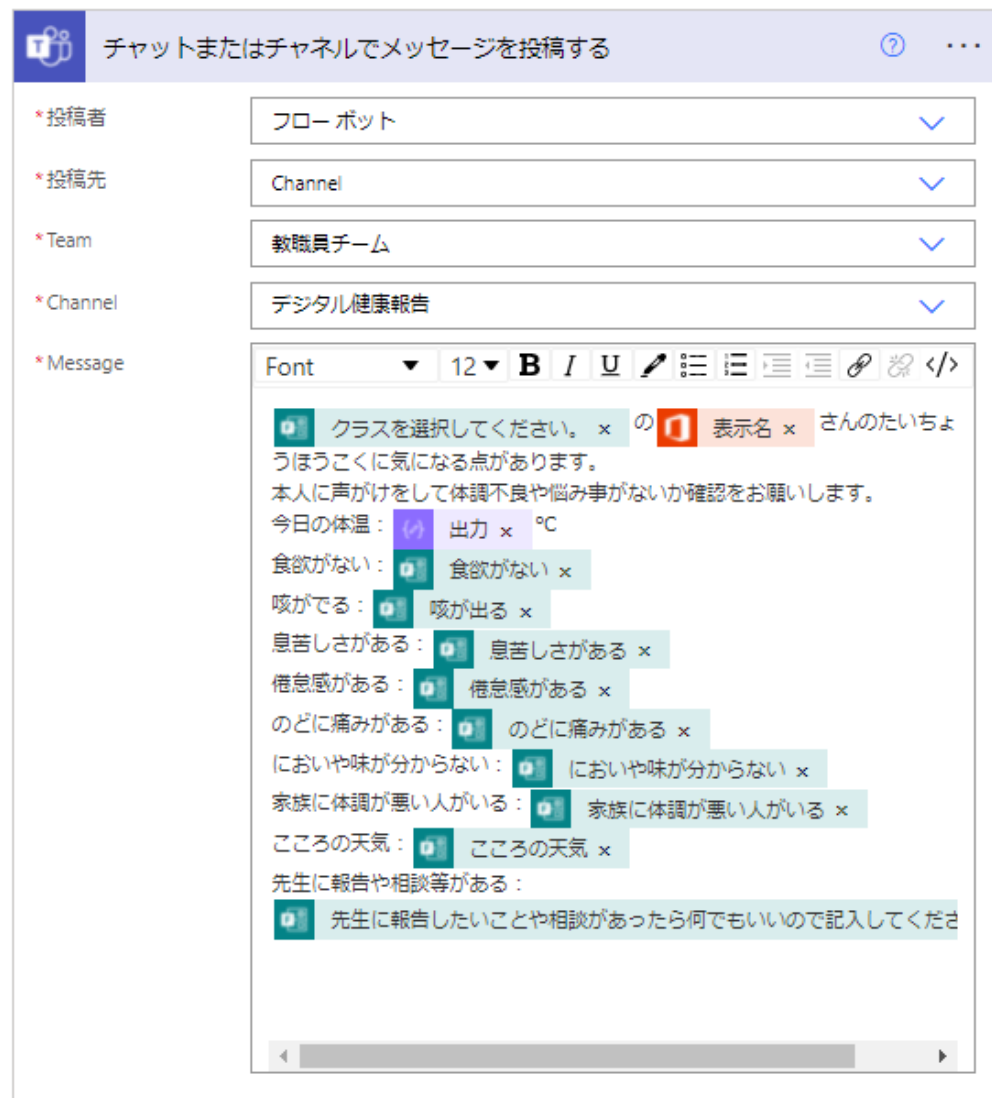 チャットまたはチャネルでメッセージを投稿する
*投稿者
フロー ボット
*投稿先
Channel
*Team
教職員チーム
*Channel
デジタル健康報告
*Message
Font 12 B I U </>
クラスを選択してください。 × の 表示名 × さんのたいちょ
うほうこくに気になる点があります。
本人に声がけをして体調不良や悩み事がないか確認をお願いします。
今日の体温： 出力 × ℃
食欲がない： 食欲がない ×
咳がでる： 咳が出る ×
息苦しさがある： 息苦しさがある ×
倦怠感がある： 倦怠感がある ×
のどに痛みがある： のどに痛みがある ×
においや味が分からない： においや味が分からない ×
家族に体調が悪い人がいる： 家族に体調が悪い人がいる ×
こころの天気： こころの天気 ×
先生に報告や相談等がある：
先生に報告したいことや相談があったら何でもいいので記入してくださ